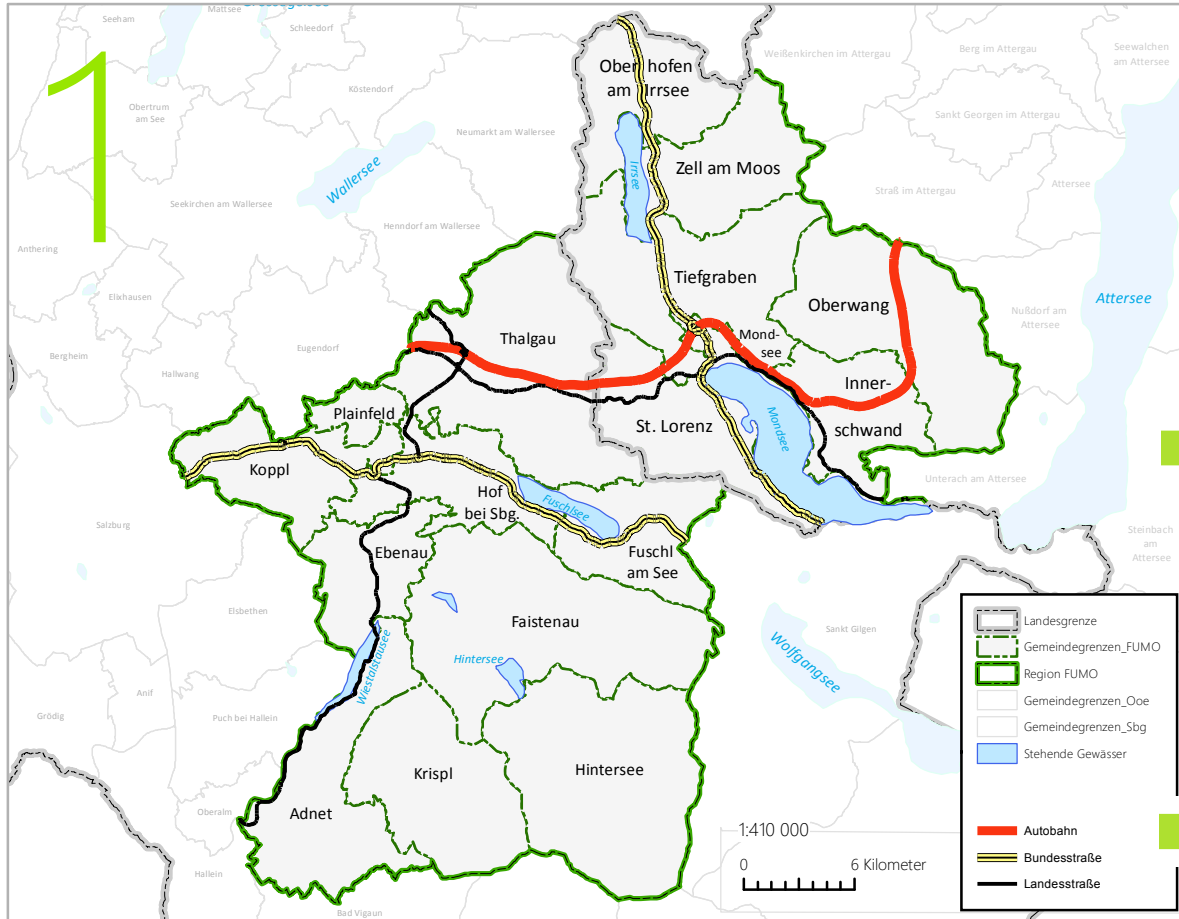 1
Seeham
Mattsee
Schleedorf
Obertrum
am See
Köstendorf
Neumarkt am Wallersee
Wallersee
Seekirchen am Wallersee
Henndorf am Wallersee
Anthering
Elixhausen
Bergheim
Hallwang
Eugendorf
Weißenkirchen im Attergau
Berg im Attergau
Seewalchen
am Attersee
Sankt Georgen im Attergau
Straß im Attergau
Attersee
Attersee
Nußdorf am
Attersee
Oberhofen
am Irrsee
Irrsee
Zell am Moos
Tiefgraben
Oberwang
Mond-
see
Inner-
schwand
Thalgau
St. Lorenz
Mondsee
Plainfeld
Koppl
Hof
bei Sbg.
Fuschlsee
Fuschl
am See
Unterach am Attersee
Steinbach
am
Attersee
Salzburg
Ebenau
Elsbethen
Faistenau
Sankt Gilgen
Wolfgangsee
Hintersee
Wiestalstausee
Anif
Grödig
Puch bei Hallein
Krispl
Hintersee
Adnet
Oberalm
Hallein
Bad Vigaun
Landesgrenze
Gemeindegrenzen_FUMO
Region FUMO
Gemeindegrenzen_Ooe
Gemeindegrenzen_Sbg
Stehende Gewässer
Autobahn
Bundesstraße
Landesstraße
1:410 000
0 6 Kilometer